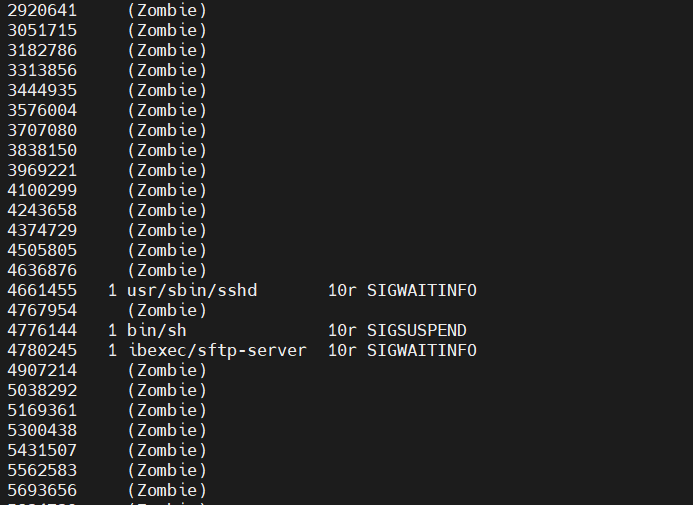 2920641 (Zombie)
3051715 (Zombie)
3182786 (Zombie)
3313856 (Zombie)
3444935 (Zombie)
3576004 (Zombie)
3707080 (Zombie)
3838150 (Zombie)
3969221 (Zombie)
4100299 (Zombie)
4243658 (Zombie)
4374729 (Zombie)
4505805 (Zombie)
4636876 (Zombie)
4661455 1 usr/sbin/sshd 10r SIGWAITINFO
4767954 (Zombie)
4776144 1 bin/sh 10r SIGSUSPEND
4780245 1 ibexec/sftp-server 10r SIGWAITINFO
4907214 (Zombie)
5038292 (Zombie)
5169361 (Zombie)
5300438 (Zombie)
5431507 (Zombie)
5562583 (Zombie)
5693656 (Zombie)